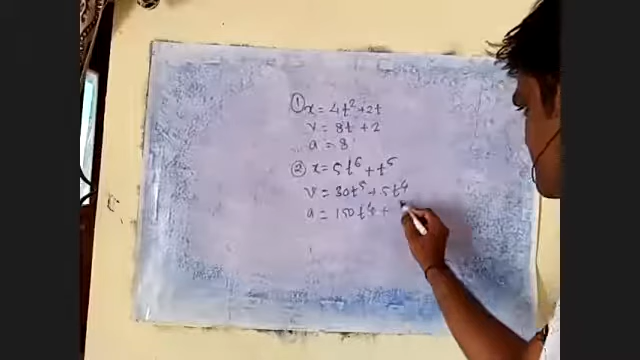 ① x = 4t² + 2t
v = 8t + 2
a = 8
② x = 5t⁶ + t⁵
v = 30t⁵ + 5t⁴
a = 150t⁴ +